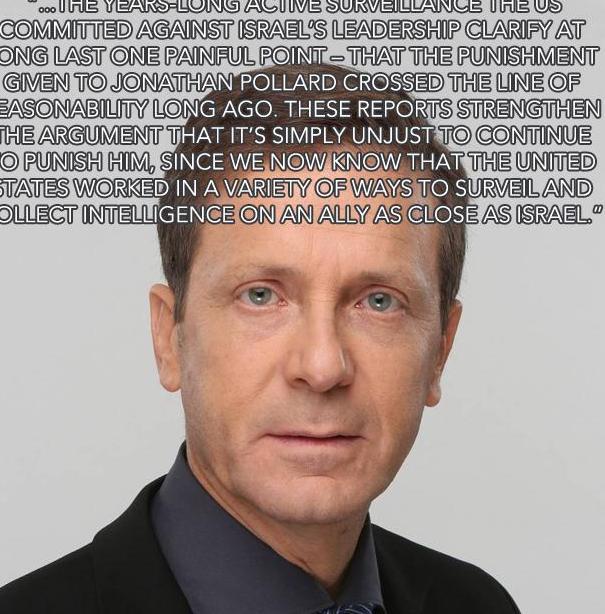 "...THE YEARS-LONG ACTIVE SURVEILLANCE THE US
COMMITTED AGAINST ISRAEL'S LEADERSHIP CLARIFY AT
ONG LAST ONE PAINFUL POINT – THAT THE PUNISHMENT
GIVEN TO JONATHAN POLLARD CROSSED THE LINE OF
EASONABILITY LONG AGO. THESE REPORTS STRENGTHEN
THE ARGUMENT THAT IT'S SIMPLY UNJUST TO CONTINUE
O PUNISH HIM, SINCE WE NOW KNOW THAT THE UNITED
STATES WORKED IN A VARIETY OF WAYS TO SURVEIL AND
OLLECT INTELLIGENCE ON AN ALLY AS CLOSE AS ISRAEL."